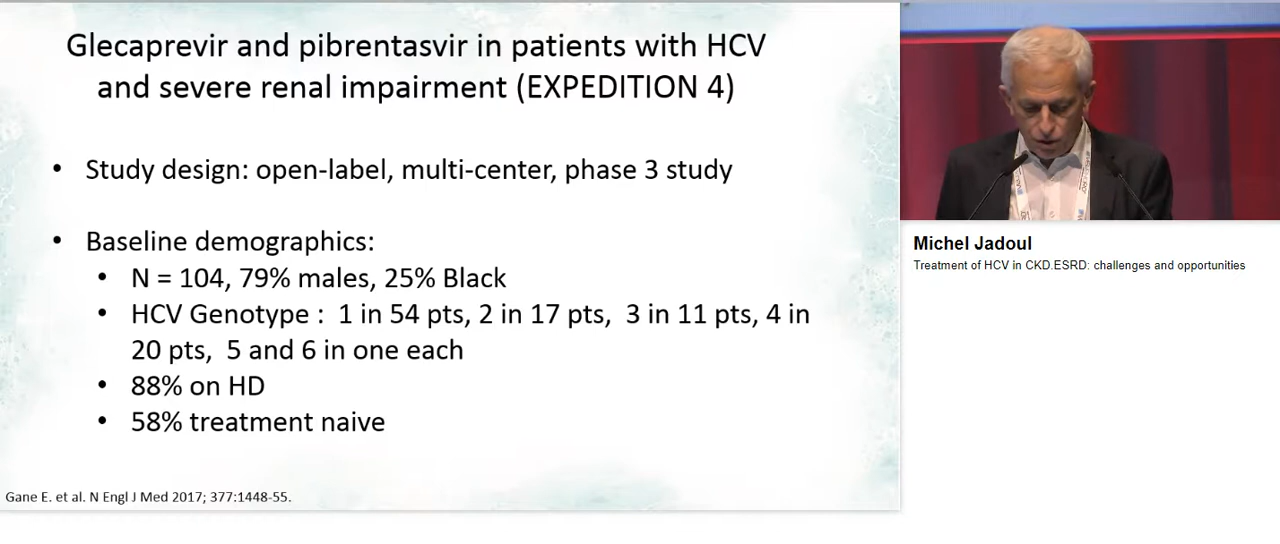 Glecaprevir and pibrentasvir in patients with HCV
and severe renal impairment (EXPEDITION 4)
• Study design: open-label, multi-center, phase 3 study
• Baseline demographics:
• N = 104, 79% males, 25% Black
• HCV Genotype : 1 in 54 pts, 2 in 17 pts, 3 in 11 pts, 4 in
20 pts, 5 and 6 in one each
• 88% on HD
• 58% treatment naive
Gane E. et al. N Engl J Med 2017; 377:1448-55.
Michel Jadoul
Treatment of HCV in CKD.ESRD: challenges and opportunities